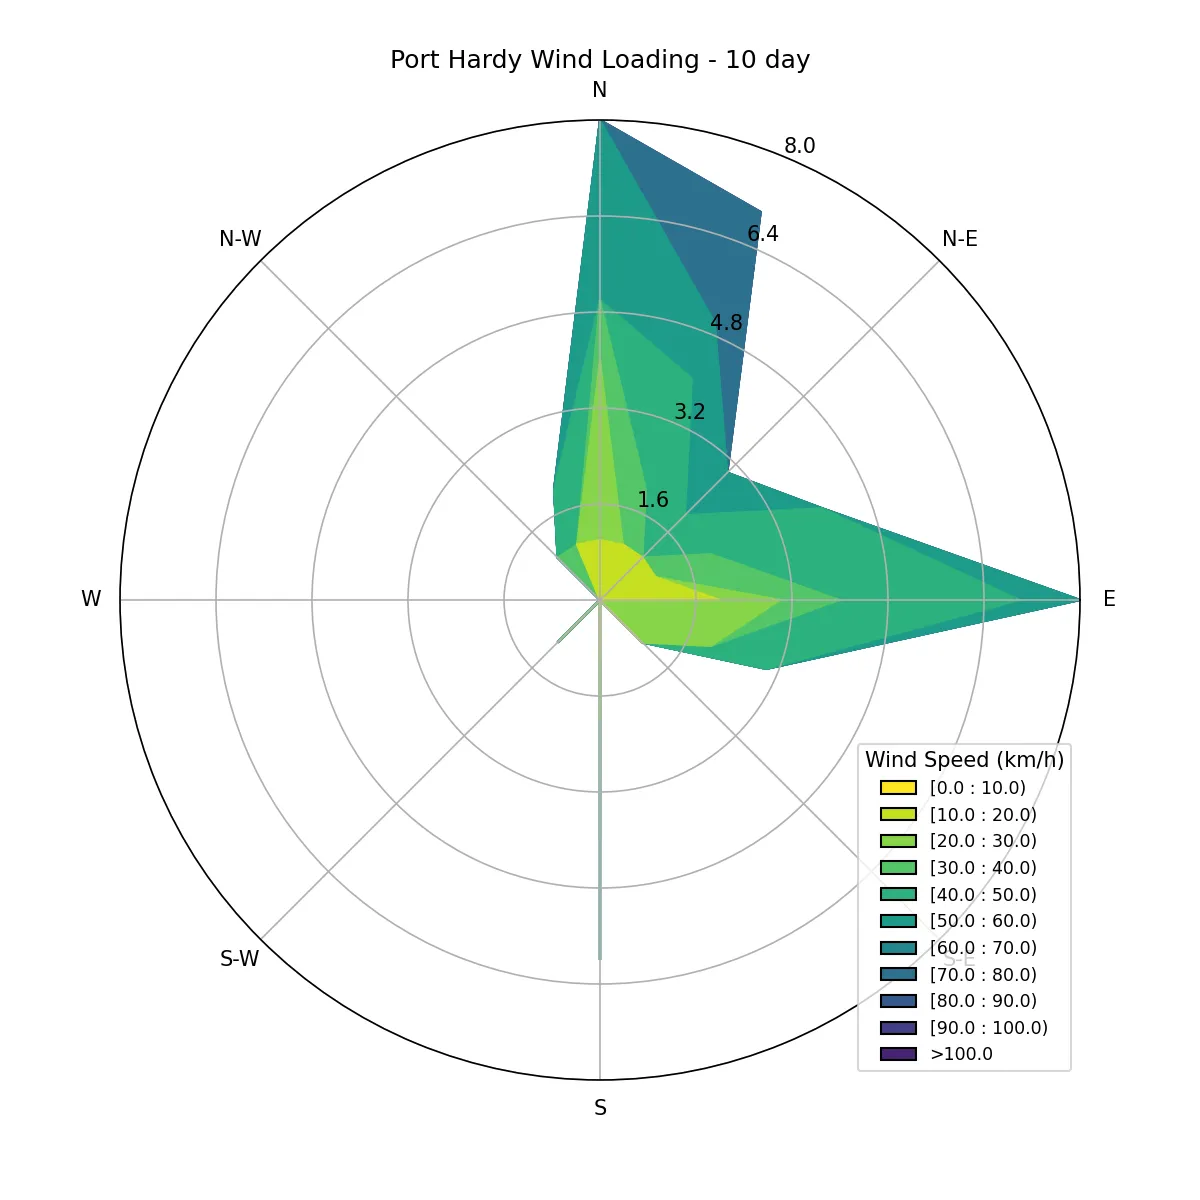 Port Hardy Wind Loading - 10 day
N
8.0
N-W
6.4
N-E
4.8
3.2
1.6
W
E
Wind Speed (km/h)
[0.0 : 10.0)
[10.0 : 20.0)
[20.0 : 30.0)
[30.0 : 40.0)
[40.0 : 50.0)
[50.0 : 60.0)
[60.0 : 70.0)
S-W
S-E
[70.0 : 80.0)
[80.0 : 90.0)
[90.0 : 100.0)
>100.0
S